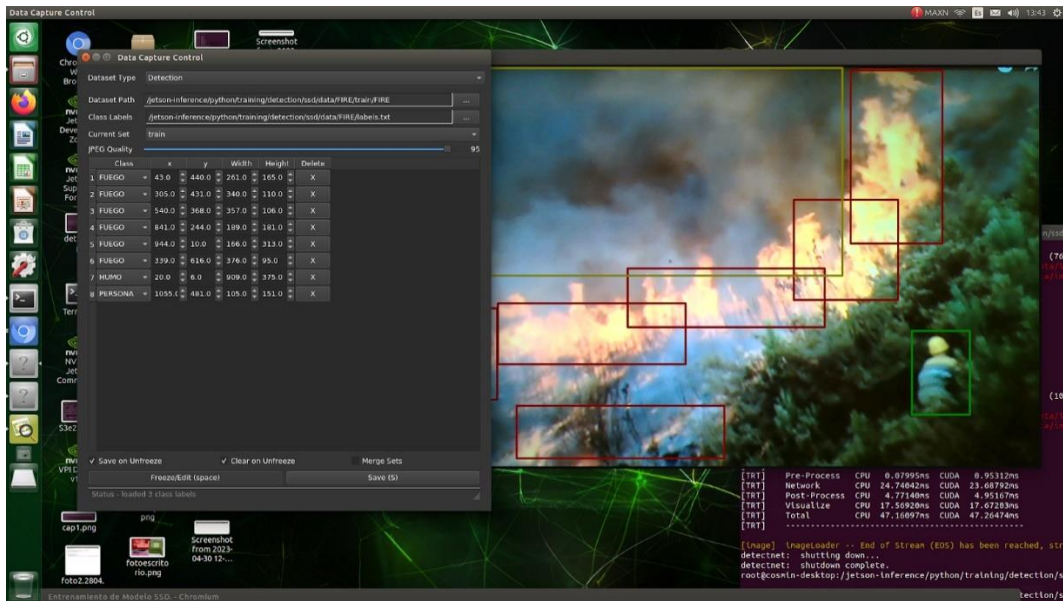 Data Capture Control
MAXN
Es
13:43
Screenshot
Data Capture Control
Dataset Type Detection
Dataset Path /jetson-inference/python/training/detection/ssd/data/FIRE/train/FIRE ...
Class Labels /jetson-inference/python/training/detection/ssd/data/FIRE/labels.txt ...
Current Set train
JPEG Quality 95
Class x y Width Height Delete
1 FUEGO 43.0 440.0 261.0 165.0 X
2 FUEGO 305.0 431.0 340.0 110.0 X
3 FUEGO 540.0 368.0 357.0 106.0 X
4 FUEGO 841.0 244.0 189.0 181.0 X
5 FUEGO 944.0 10.0 166.0 313.0 X
6 FUEGO 339.0 616.0 376.0 95.0 X
7 HUMO 20.0 6.0 909.0 375.0 X
8 PERSONA 1055.0 481.0 105.0 151.0 X
Save on Unfreeze
Clear on Unfreeze
Merge Sets
Freeze/Edit (space)
Save (S)
Status - loaded 3 class labels
cap1.png
png
foto2.2804.
fotoescrito
rio.png
Screenshot
from 2023-
04-30 12-...
[TRT] Pre-Process CPU 0.07995ms CUDA 0.95312ms
[TRT] Network CPU 24.74042ms CUDA 23.68792ms
[TRT] Post-Process CPU 4.77140ms CUDA 4.95167ms
[TRT] Visualize CPU 17.56920ms CUDA 17.67203ms
[TRT] Total CPU 47.16097ms CUDA 47.26474ms
[TRT] --------------------------------------------------
[image] imageLoader -- End of Stream (EOS) has been reached, str
detectnet: shutting down...
detectnet: shutdown complete.
root@cosmin-desktop:/jetson-inference/python/training/detection/s
Entrenamiento de Modelo SSD. - Chromium